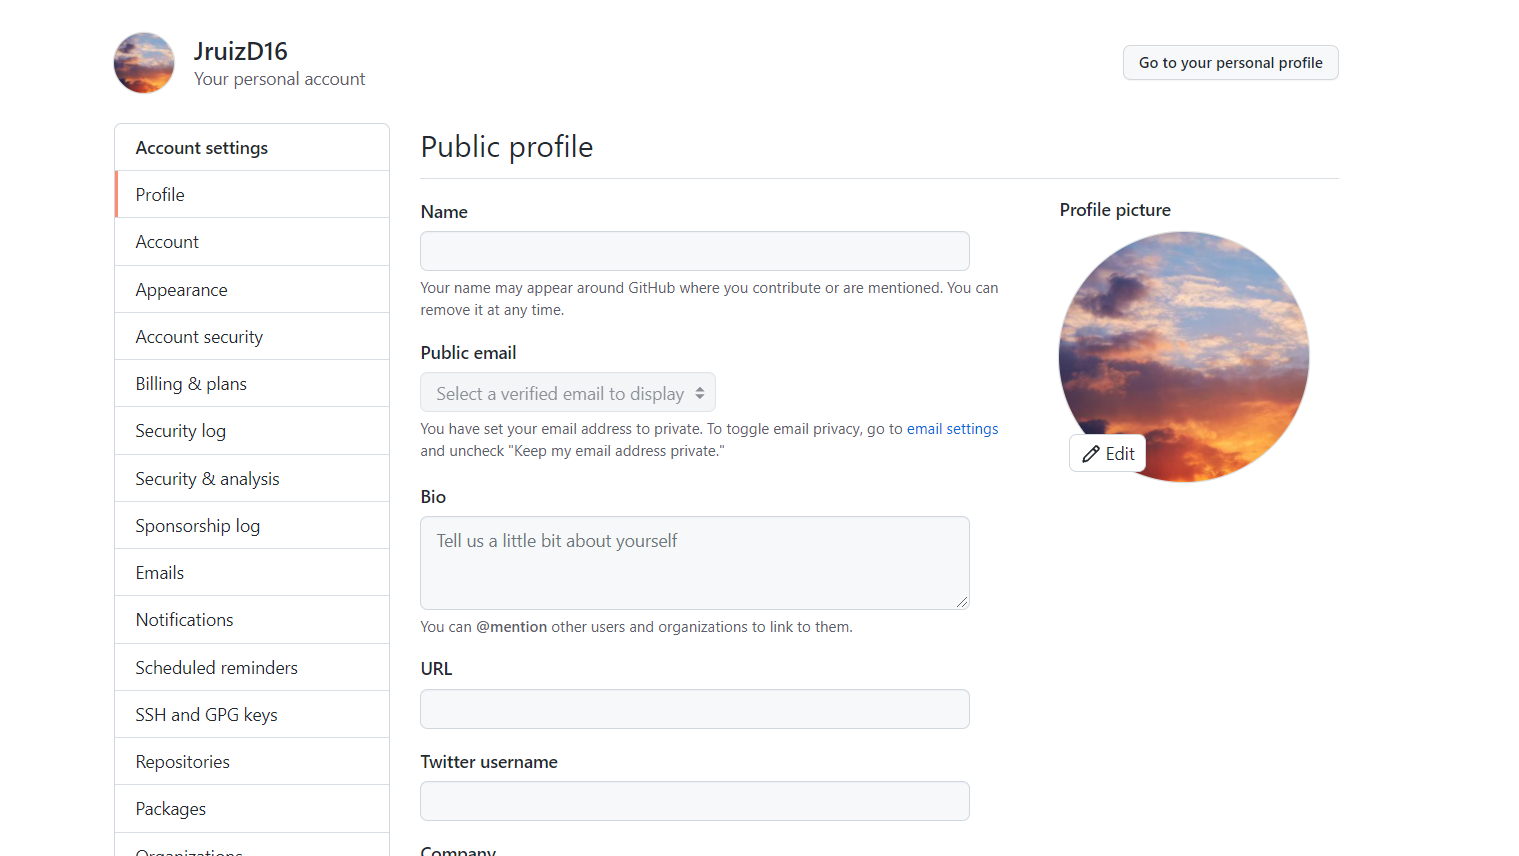 JruizD16
Your personal account
Go to your personal profile
Account settings
Profile
Account
Appearance
Account security
Billing & plans
Security log
Security & analysis
Sponsorship log
Emails
Notifications
Scheduled reminders
SSH and GPG keys
Repositories
Packages
Organizations
Public profile
Name
Your name may appear around GitHub where you contribute or are mentioned. You can
remove it at any time.
Public email
Select a verified email to display
You have set your email address to private. To toggle email privacy, go to email settings
and uncheck "Keep my email address private."
Bio
Tell us a little bit about yourself
You can @mention other users and organizations to link to them.
URL
Twitter username
Company
Profile picture
Edit